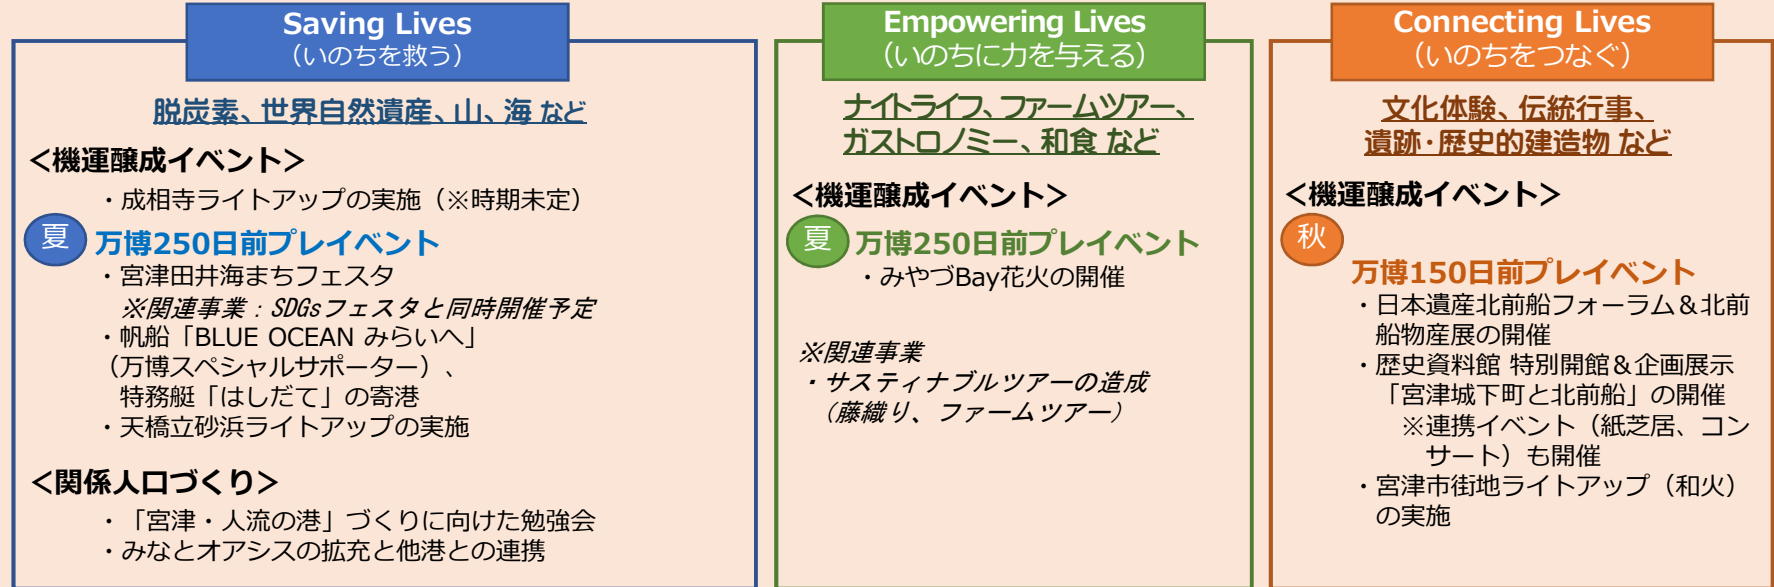 Saving Lives
（いのちを救う）
脱炭素、世界自然遺産、山、海 など
＜機運醸成イベント＞
・成相寺ライトアップの実施（※時期未定）
夏
万博250日前プレイベント
・宮津田井海まちフェスタ
※関連事業：SDGsフェスタと同時開催予定
・帆船「BLUE OCEAN みらいへ」
（万博スペシャルサポーター）、
特務艇「はしだて」の寄港
・天橋立砂浜ライトアップの実施
＜関係人口づくり＞
・「宮津・人流の港」づくりに向けた勉強会
・みなとオアシスの拡充と他港との連携
Empowering Lives
（いのちに力を与える）
ナイトライフ、ファームツアー、
ガストロノミー、和食 など
＜機運醸成イベント＞
夏
万博250日前プレイベント
・みやづBay花火の開催
※関連事業
・サスティナブルツアーの造成
（藤織り、ファームツアー）
Connecting Lives
（いのちをつなぐ）
文化体験、伝統行事、
遺跡・歴史的建造物 など
＜機運醸成イベント＞
秋
万博150日前プレイベント
・日本遺産北前船フォーラム＆北前
船物産展の開催
・歴史資料館 特別開館＆企画展示
「宮津城下町と北前船」の開催
※連携イベント（紙芝居、コン
サート）も開催
・宮津市街地ライトアップ（和火）
の実施